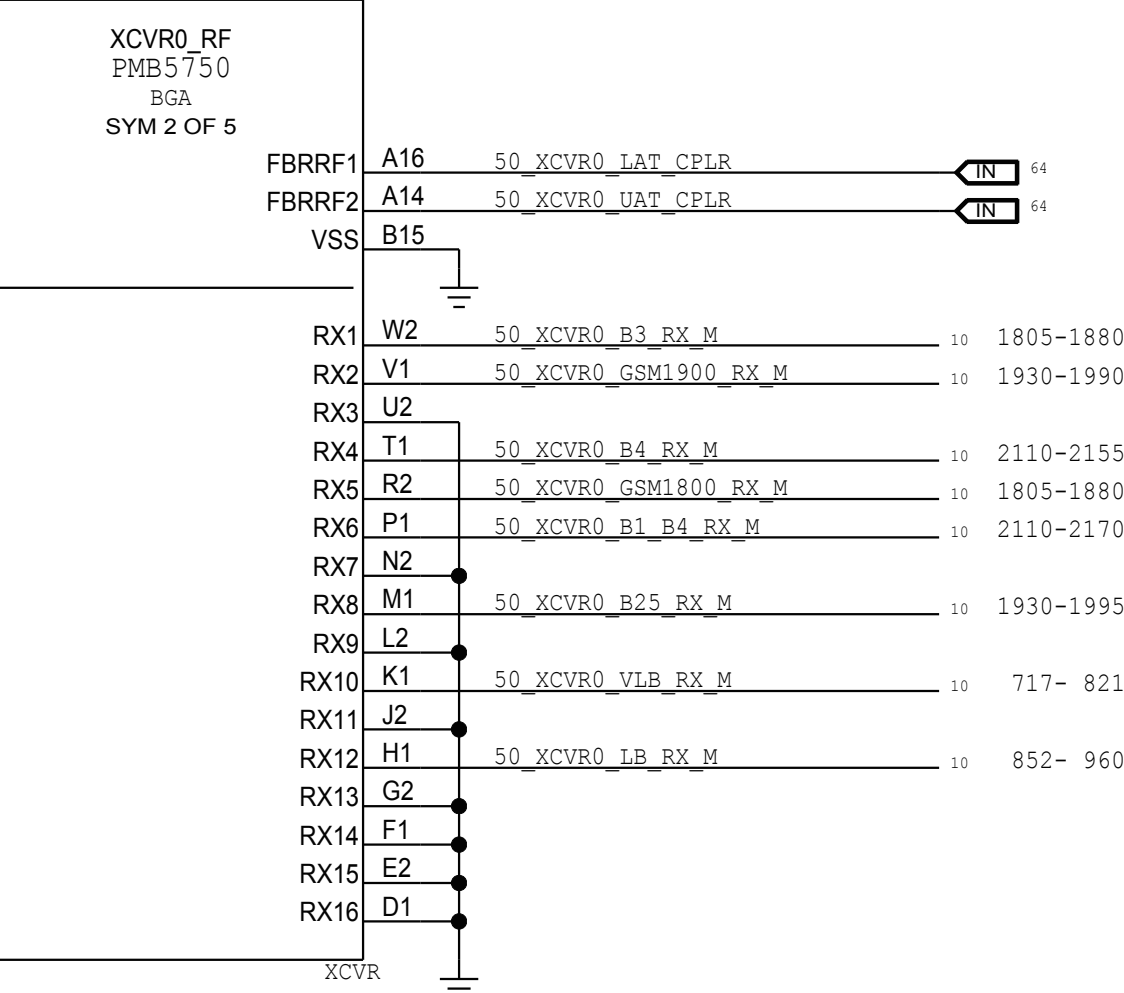 XCVR0_RF
PMB5750
BGA
SYM 2 OF 5
FBRRF1 A16 50_XCVR0_LAT_CPLR IN 64
FBRRF2 A14 50_XCVR0_UAT_CPLR IN 64
VSS B15
RX1 W2 50_XCVR0_B3_RX_M 10 1805-1880
RX2 V1 50_XCVR0_GSM1900_RX_M 10 1930-1990
RX3 U2
RX4 T1 50_XCVR0_B4_RX_M 10 2110-2155
RX5 R2 50_XCVR0_GSM1800_RX_M 10 1805-1880
RX6 P1 50_XCVR0_B1_B4_RX_M 10 2110-2170
RX7 N2
RX8 M1 50_XCVR0_B25_RX_M 10 1930-1995
RX9 L2
RX10 K1 50_XCVR0_VLB_RX_M 10 717- 821
RX11 J2
RX12 H1 50_XCVR0_LB_RX_M 10 852- 960
RX13 G2
RX14 F1
RX15 E2
RX16 D1
XCVR